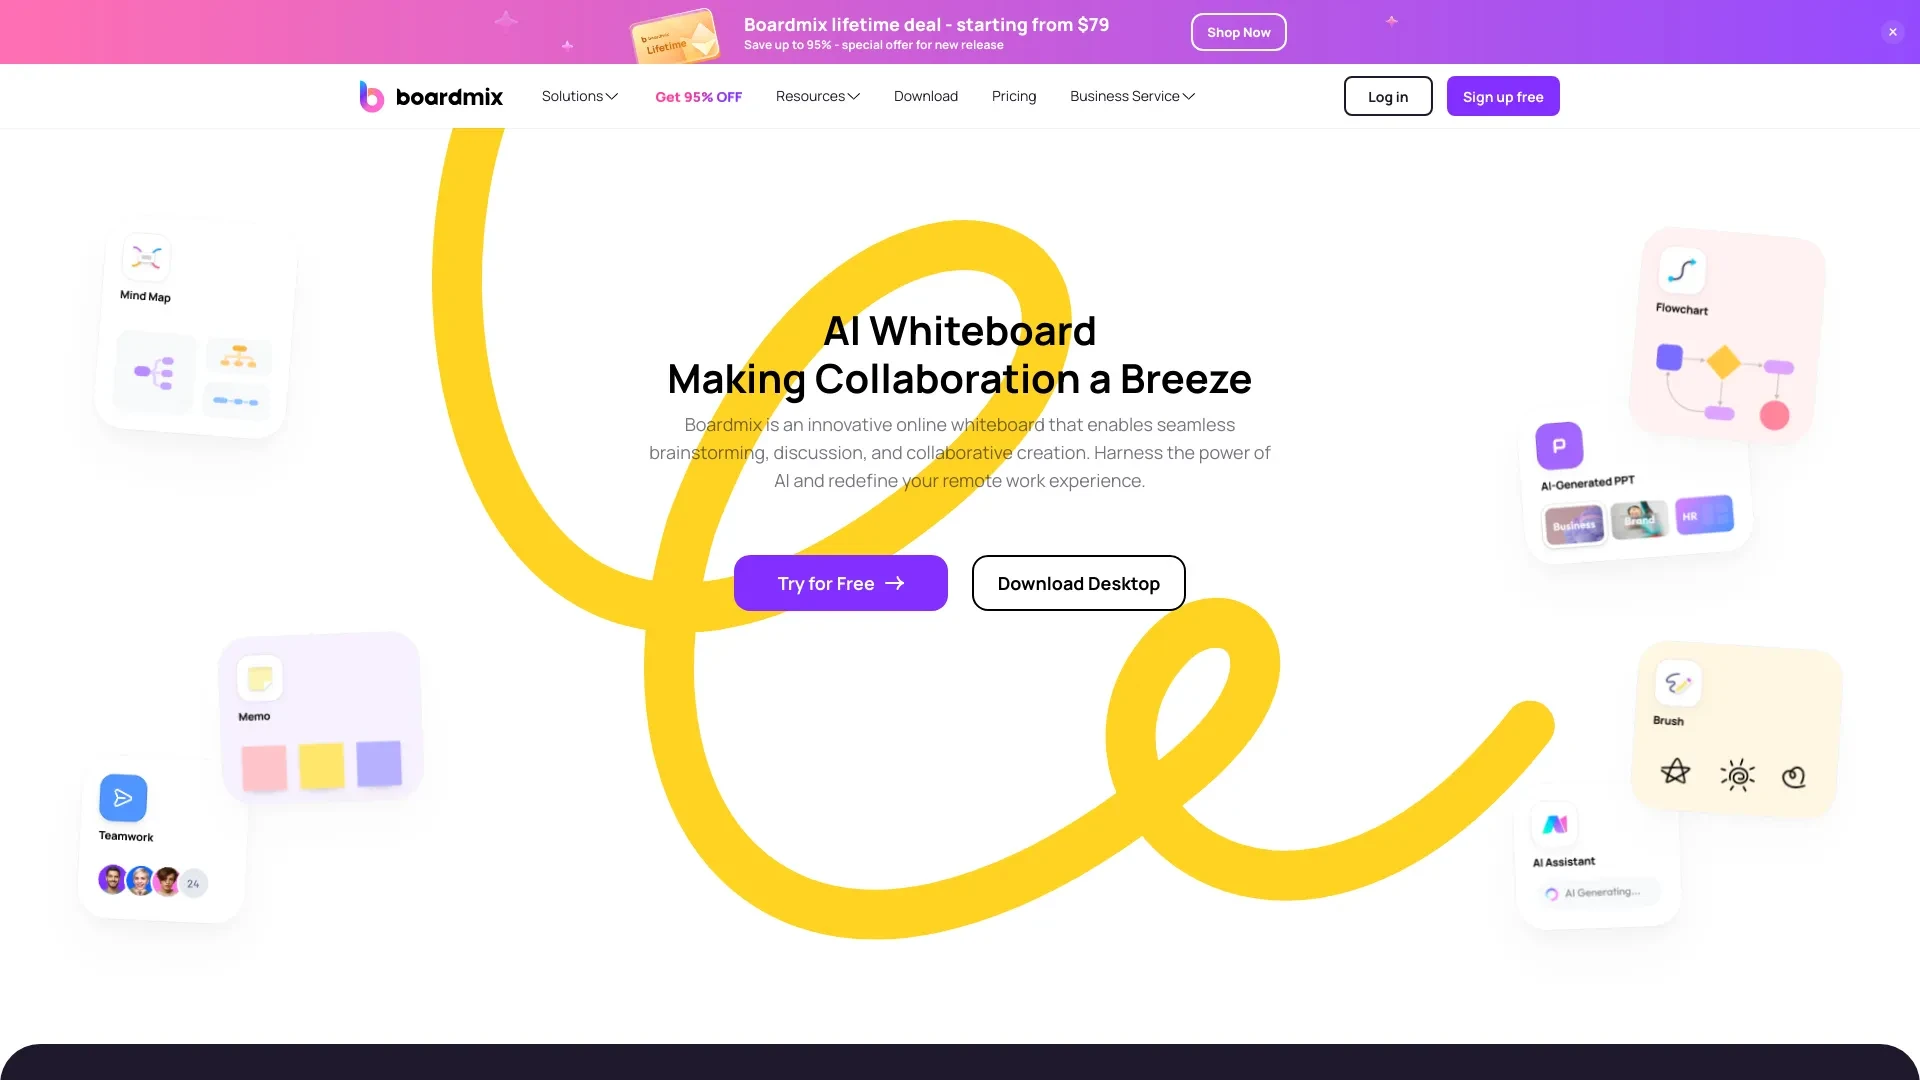 Boardmix lifetime deal - starting from $79
Save up to 95% - special offer for new release
Lifetime
Shop Now
boardmix
Solutions
Get 95% OFF
Resources
Download
Pricing
Business Service
Log in
Sign up free
Mind Map
Flowchart
AI Whiteboard
Making Collaboration a Breeze
Boardmix is an innovative online whiteboard that enables seamless
brainstorming, discussion, and collaborative creation. Harness the power of
AI and redefine your remote work experience.
Try for Free
Download Desktop
AI-Generated PPT
Business
Brand
HR
Memo
Teamwork
24
Brush
AI Assistant
AI Generating...